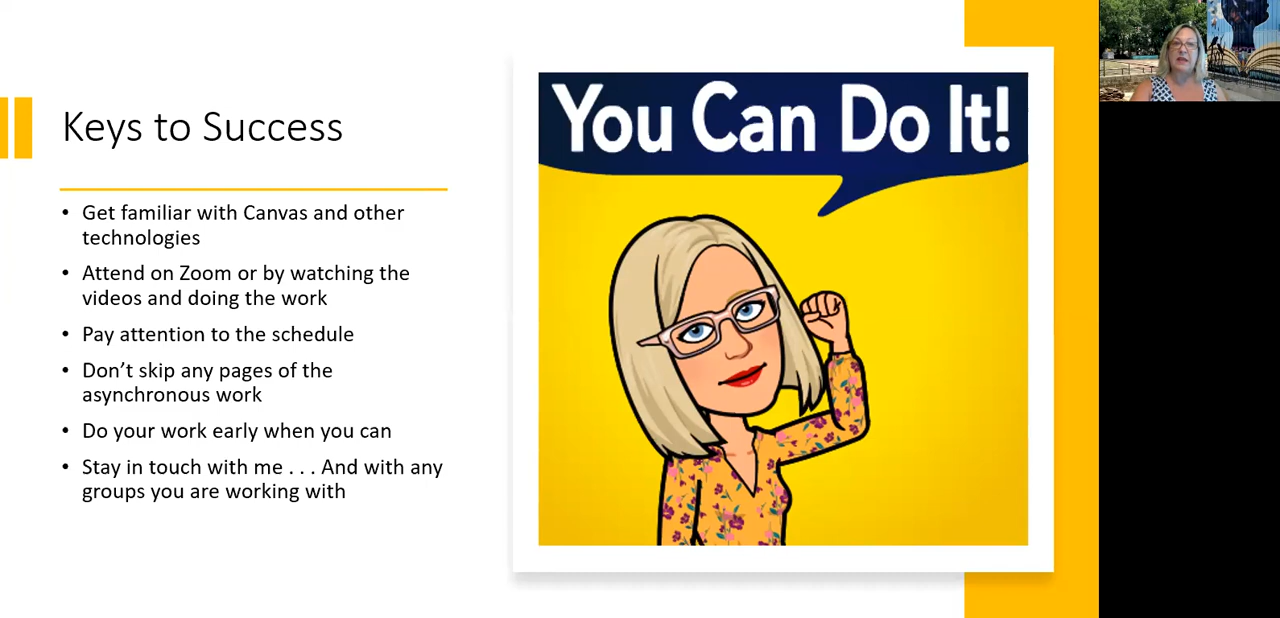 Keys to Success
• Get familiar with Canvas and other
technologies
• Attend on Zoom or by watching the
videos and doing the work
• Pay attention to the schedule
• Don’t skip any pages of the
asynchronous work
• Do your work early when you can
• Stay in touch with me . . . And with any
groups you are working with
You Can Do It!